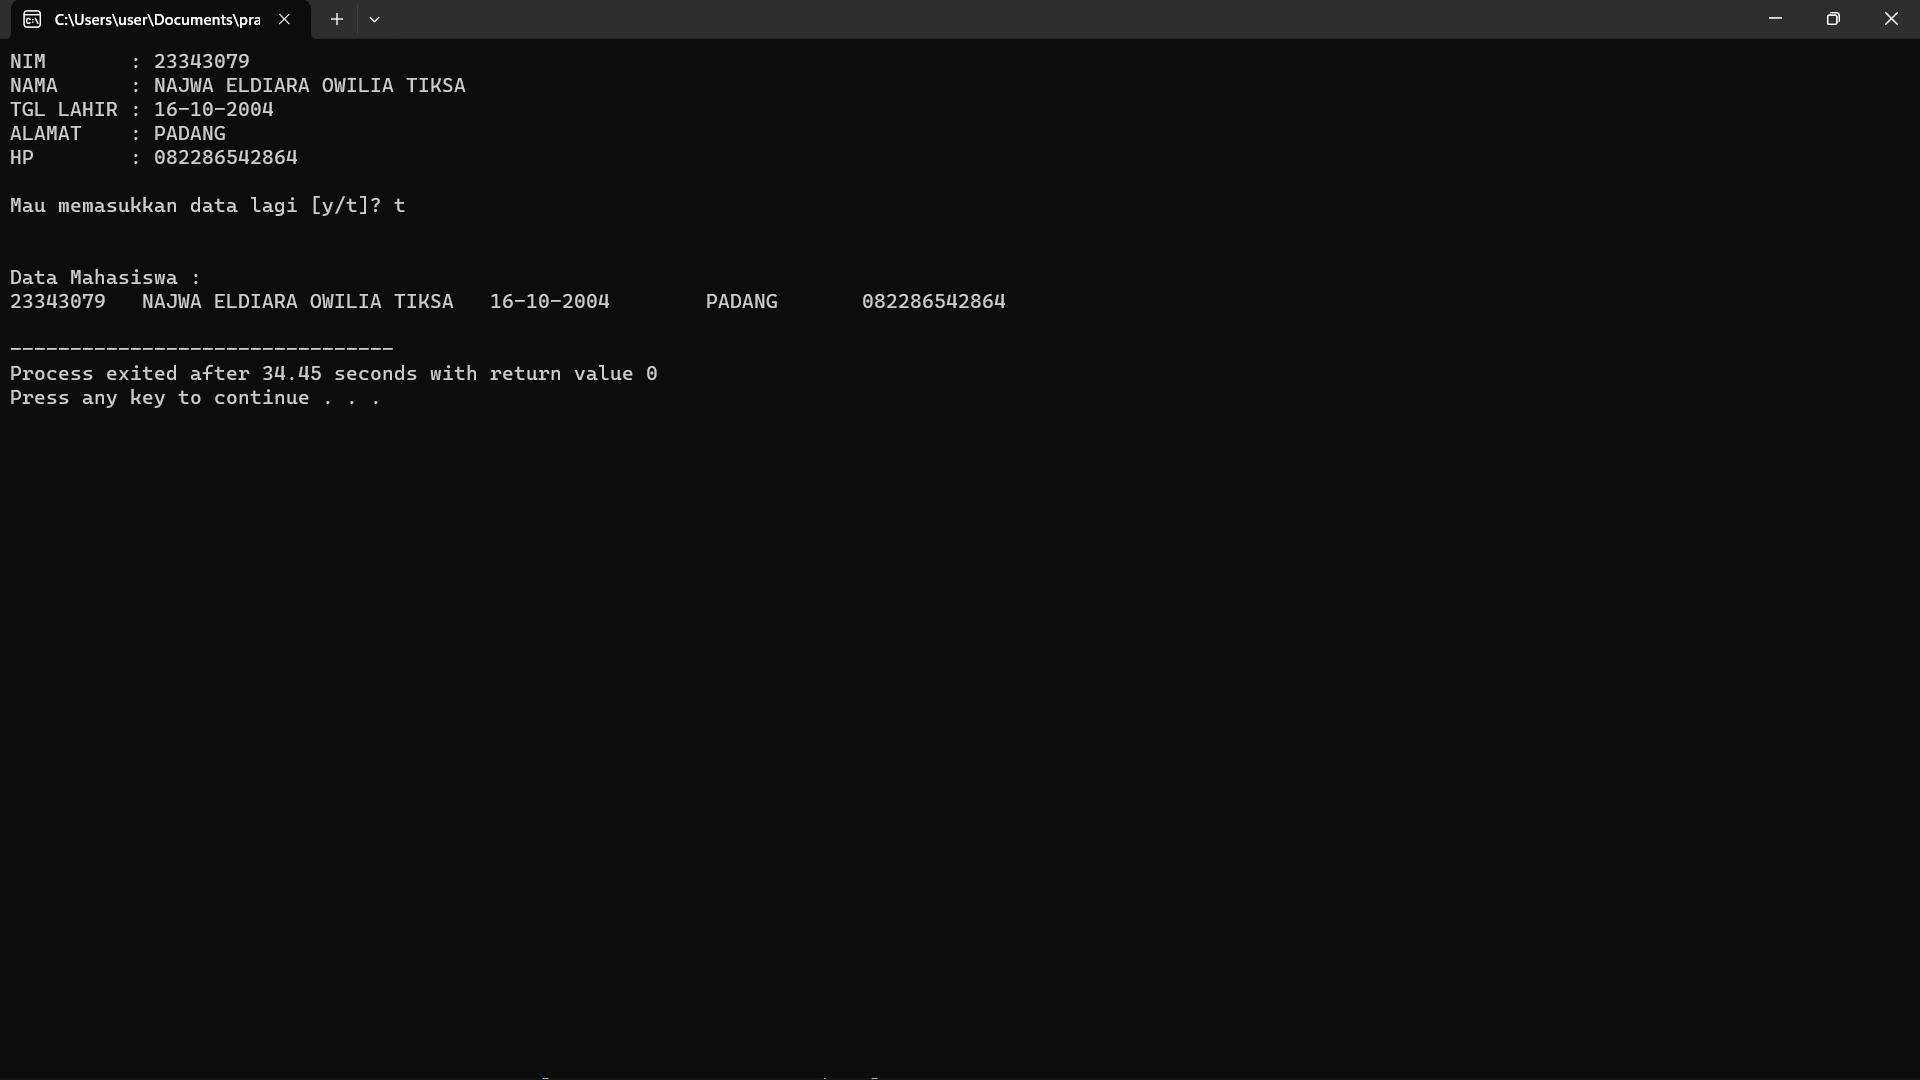 C:\Users\user\Documents\pra
NIM : 23343079
NAMA : NAJWA ELDIARA OWILIA TIKSA
TGL LAHIR : 16-10-2004
ALAMAT : PADANG
HP : 082286542864
Mau memasukkan data lagi [y/t]? t
Data Mahasiswa :
23343079 NAJWA ELDIARA OWILIA TIKSA 16-10-2004 PADANG 082286542864
--------------------------------
Process exited after 34.45 seconds with return value 0
Press any key to continue . . .